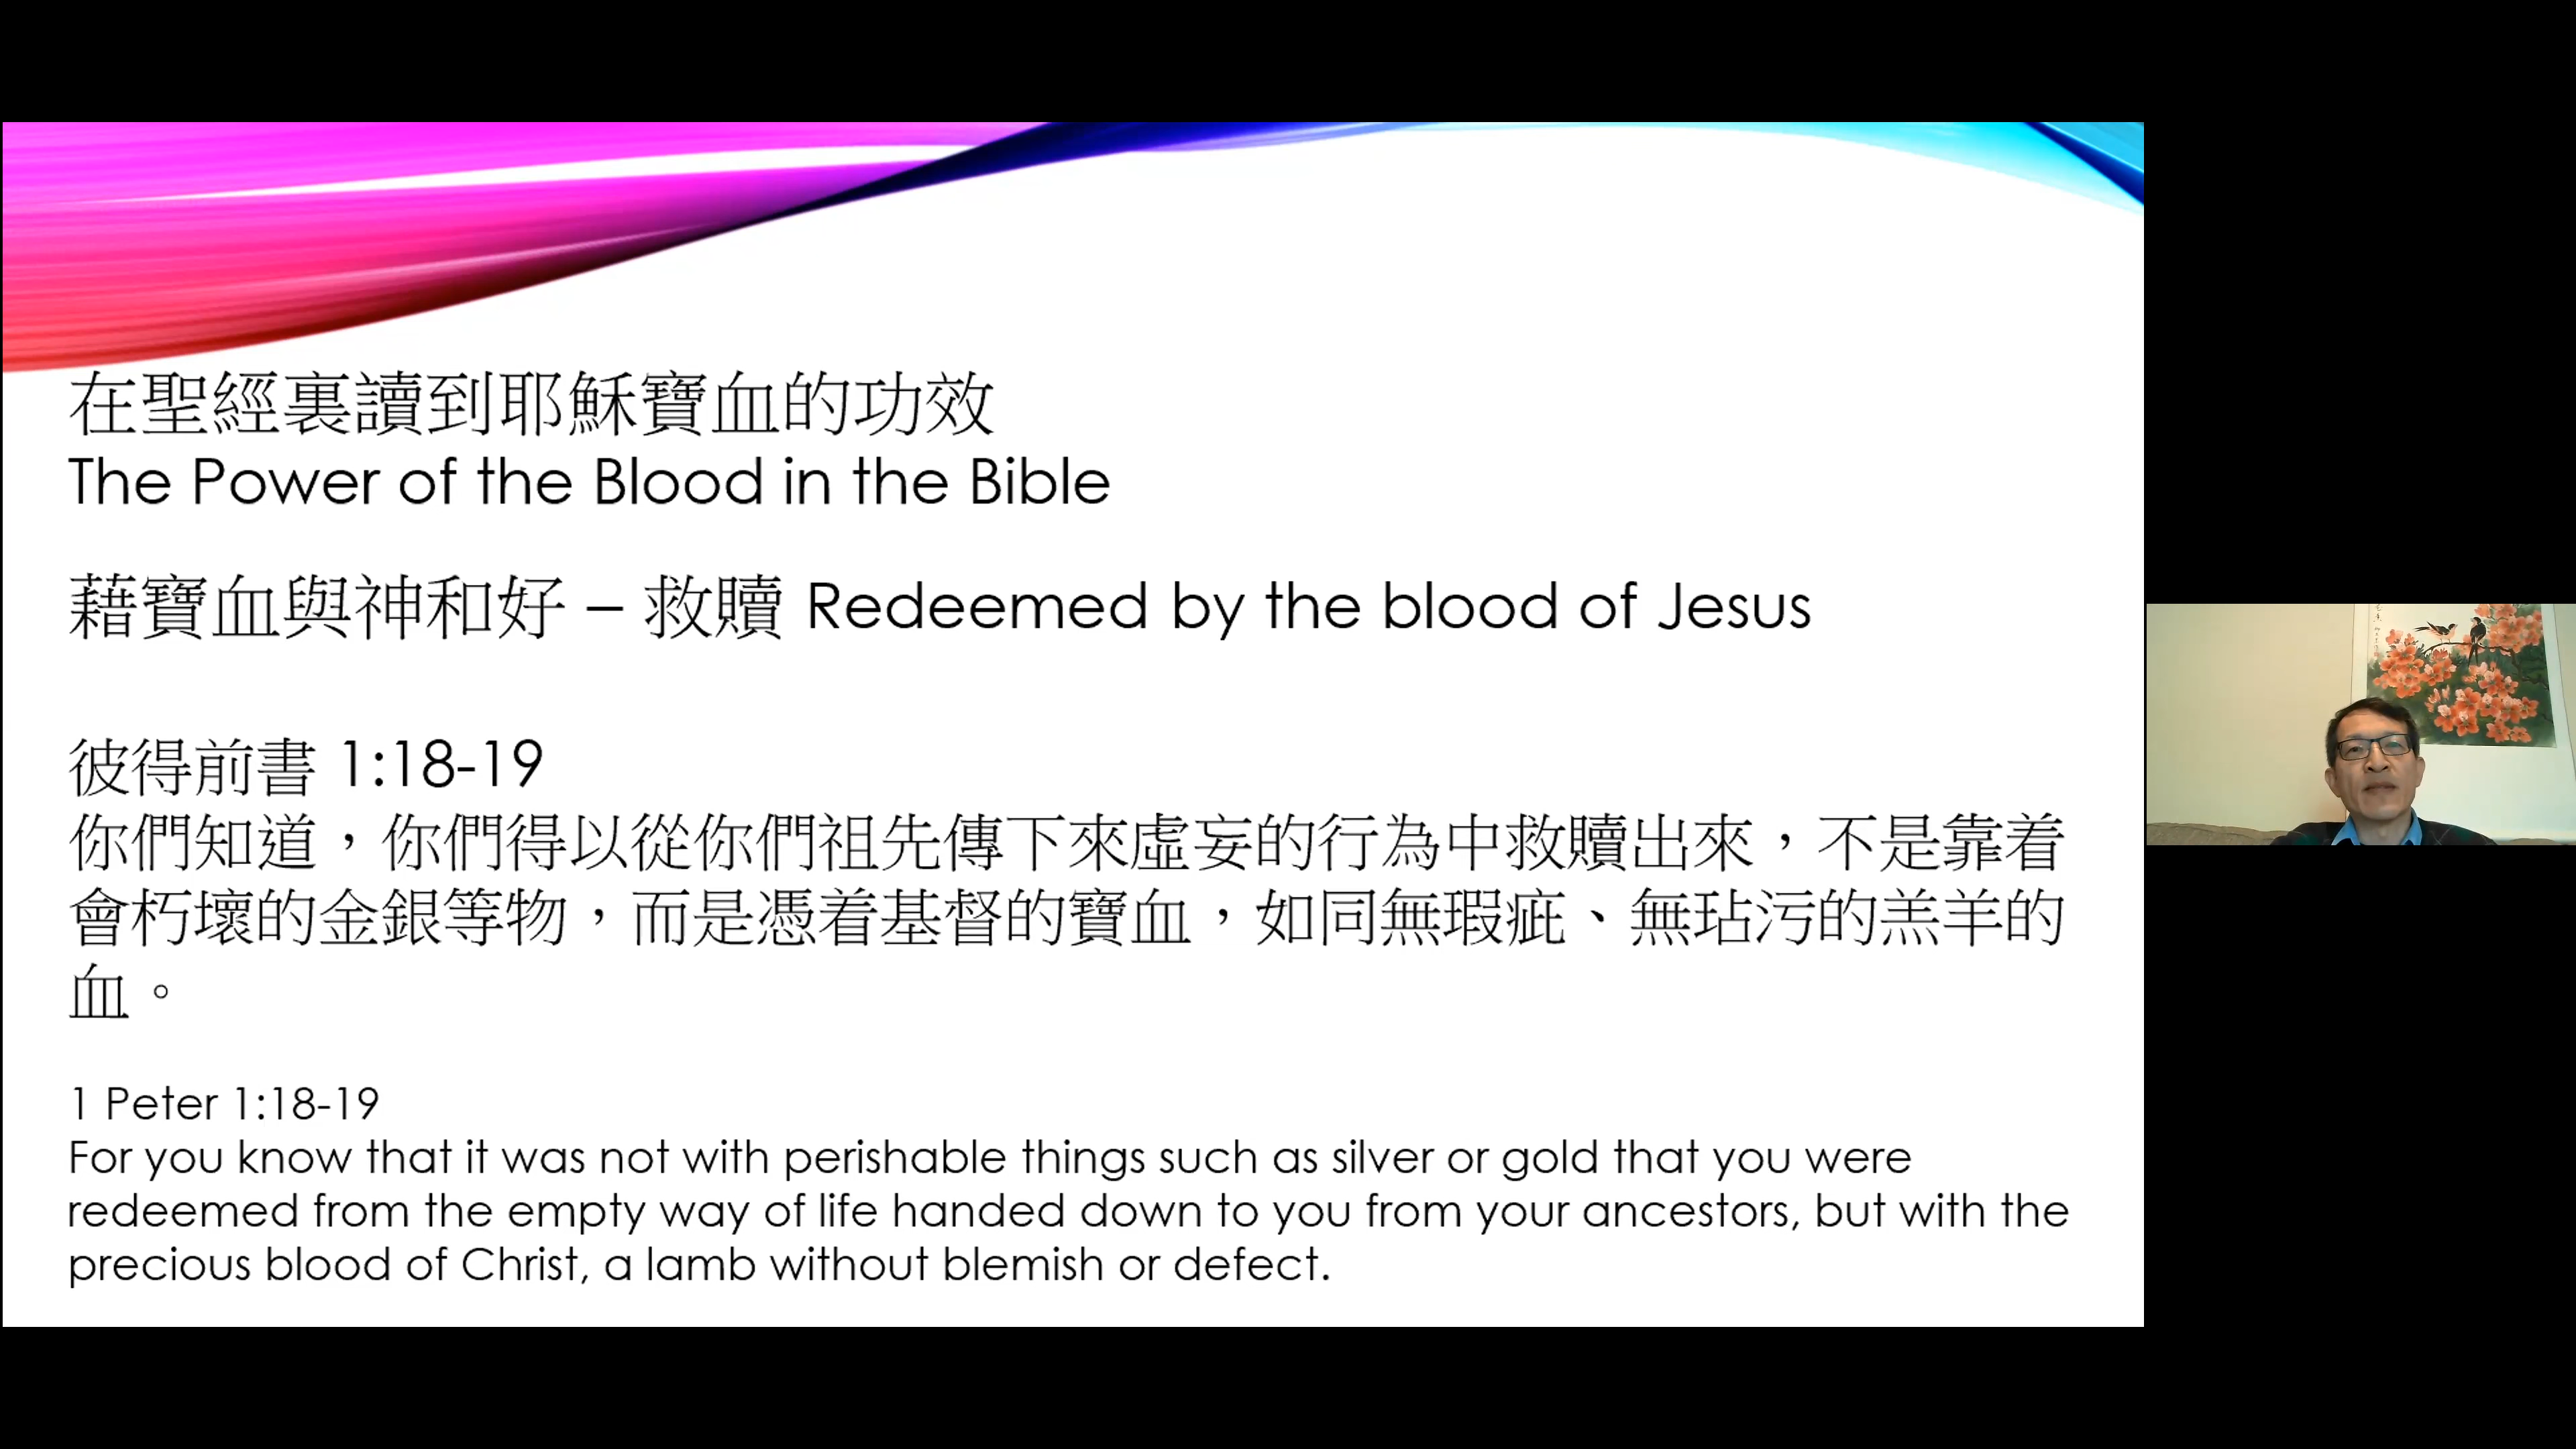 在聖經裏讀到耶穌寶血的功效
The Power of the Blood in the Bible
藉寶血與神和好 – 救贖 Redeemed by the blood of Jesus
彼得前書 1:18-19
你們知道，你們得以從你們祖先傳下來虛妄的行為中救贖出來，不是靠着
會朽壞的金銀等物，而是憑着基督的寶血，如同無瑕疵、無玷污的羔羊的
血。
1 Peter 1:18-19
For you know that it was not with perishable things such as silver or gold that you were
redeemed from the empty way of life handed down to you from your ancestors, but with the
precious blood of Christ, a lamb without blemish or defect.